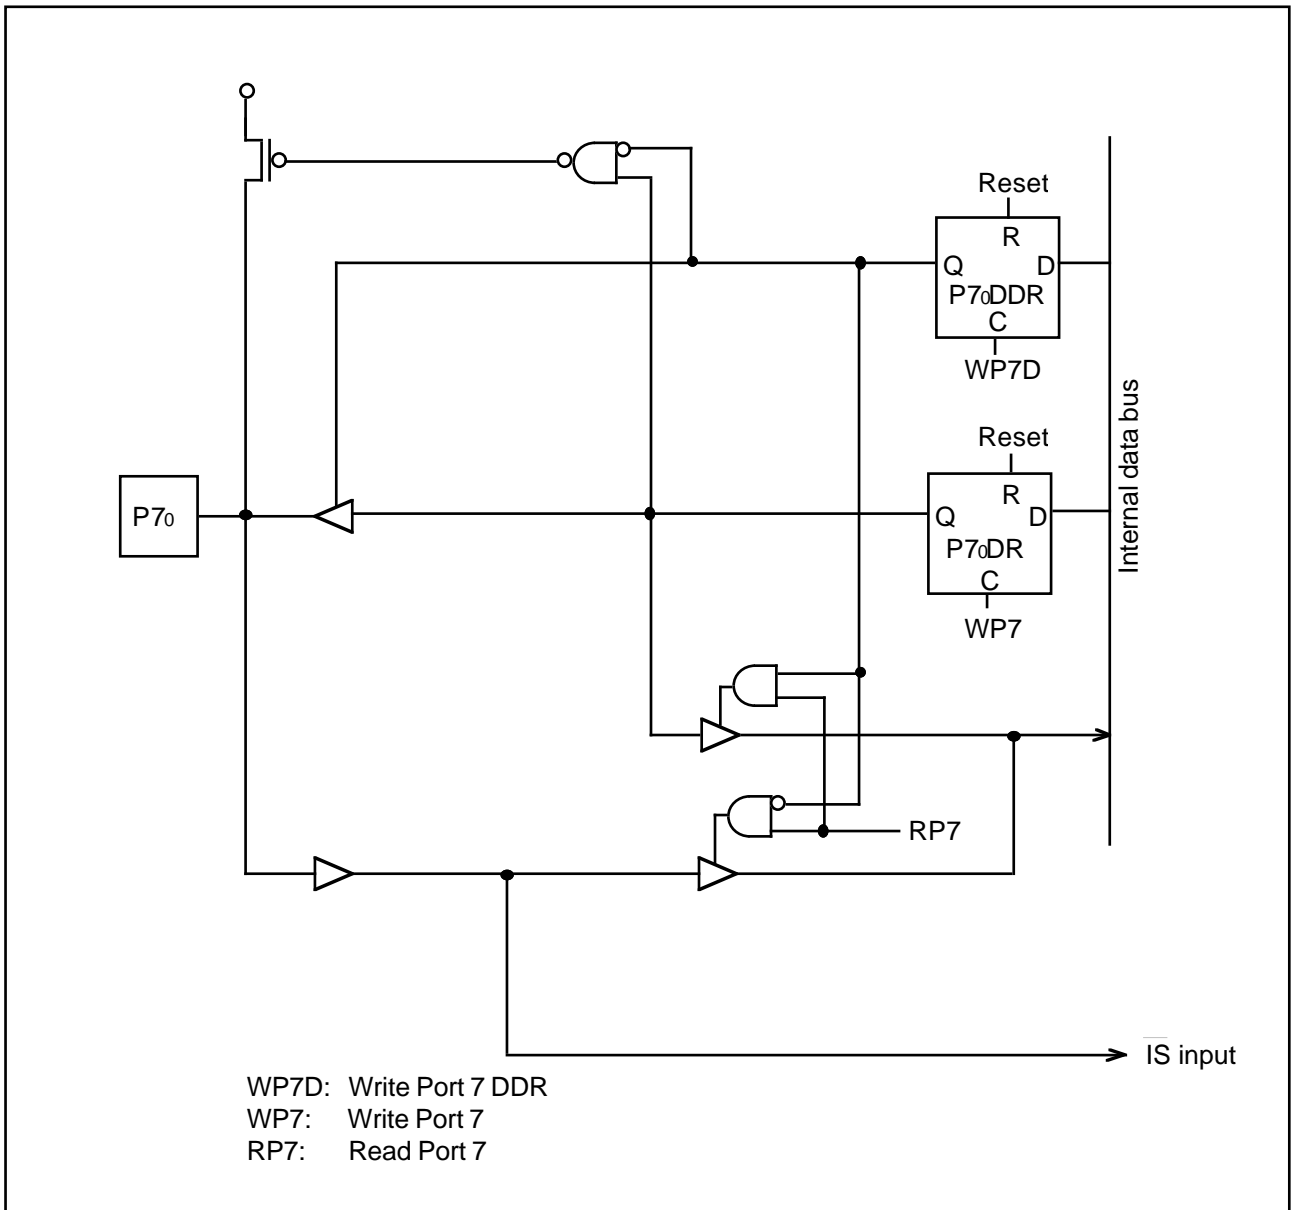 Reset
R
Q D
P7₀DDR
C
WP7D
Internal data bus
Reset
R
Q D
P7₀DR
C
WP7
P7₀
RP7
I̅S̅ input
WP7D: Write Port 7 DDR
WP7: Write Port 7
RP7: Read Port 7